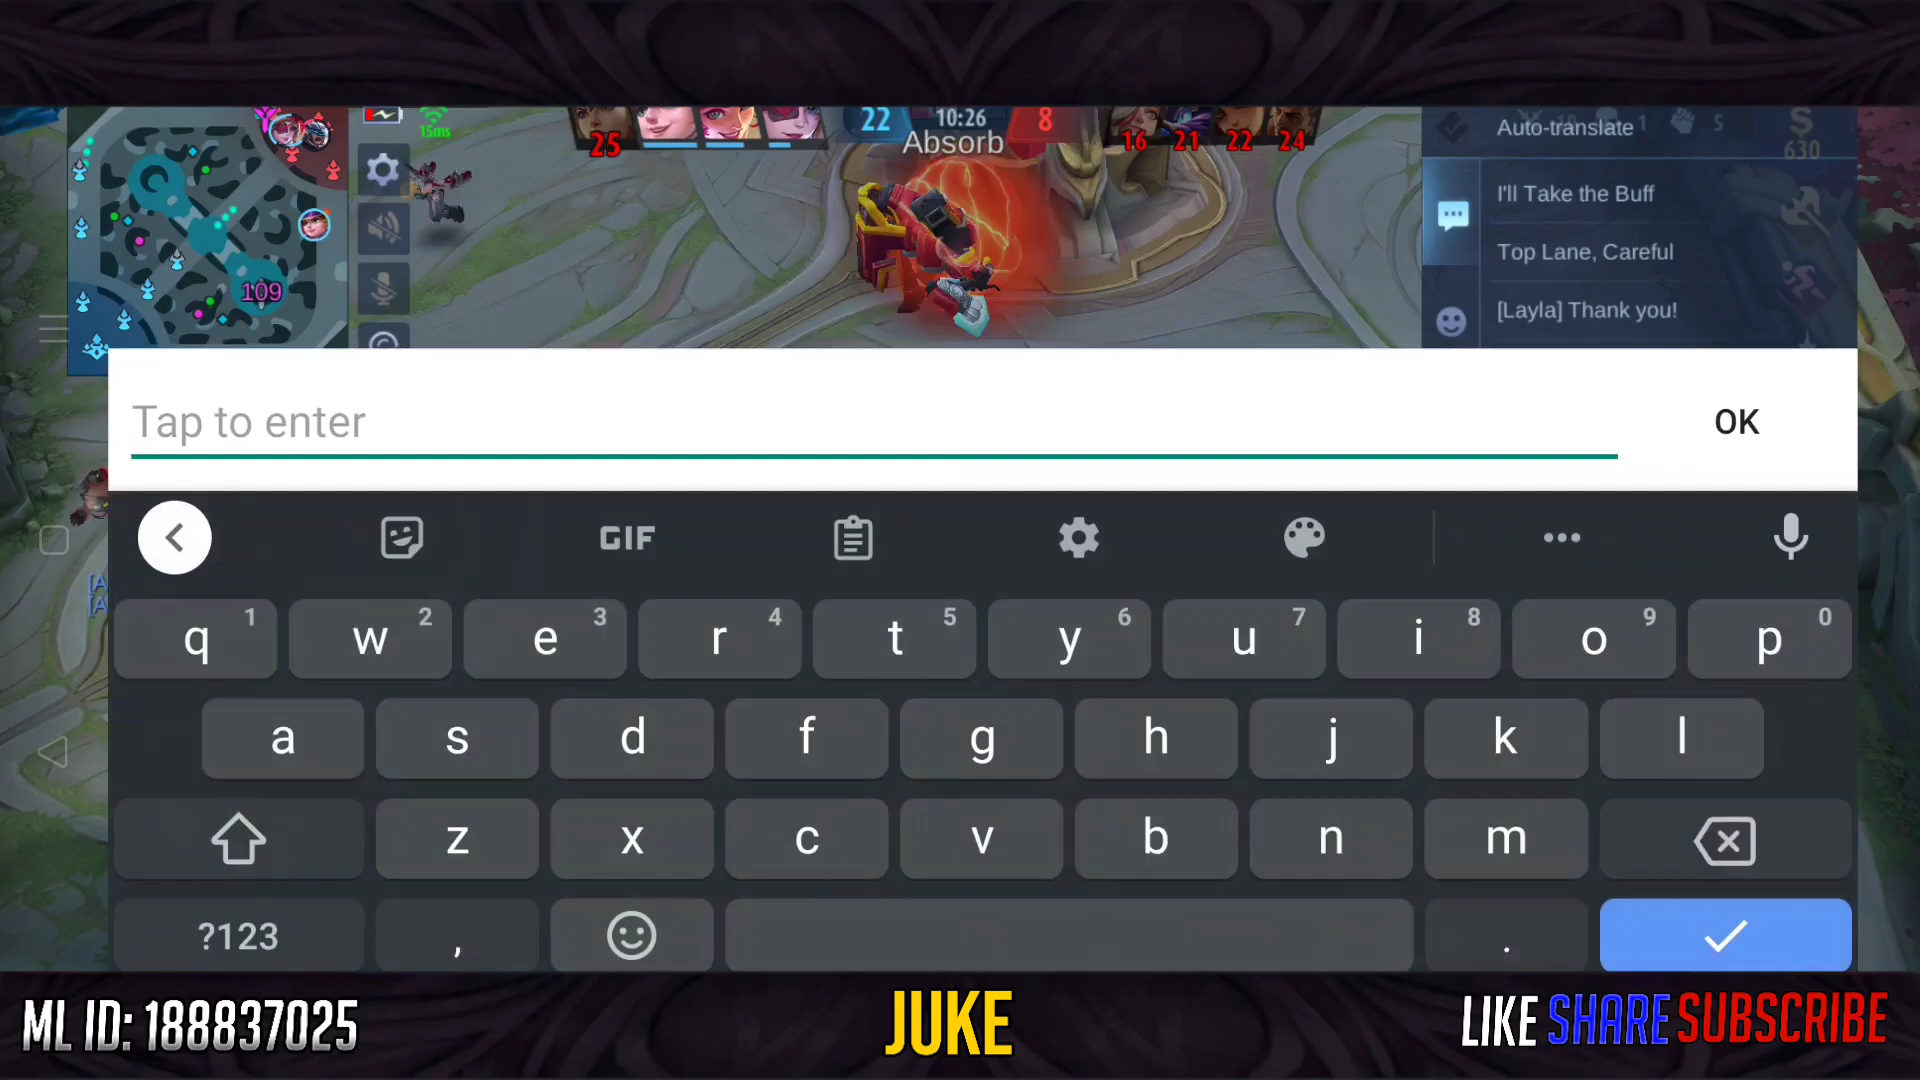 15ms
25
22
10:26
8
Absorb
16 21 22 24
Auto-translate
1
5
630
I'll Take the Buff
Top Lane, Careful
[Layla] Thank you!
109
Tap to enter
OK
GIF
q 1 w 2 e 3 r 4 t 5 y 6 u 7 i 8 o 9 p 0
a s d f g h j k l
z x c v b n m
?123 , .
[A
[A
ML ID: 188837025
JUKE
LIKE SHARE SUBSCRIBE